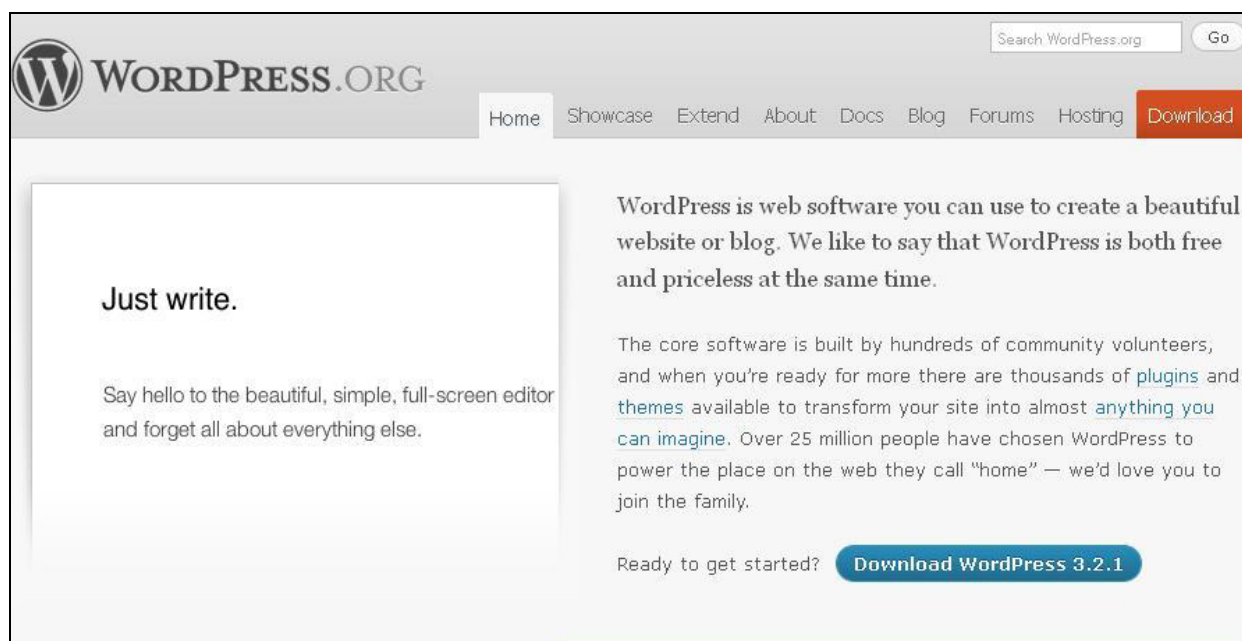 Search WordPress.org Go
WORDPRESS.ORG
Home Showcase Extend About Docs Blog Forums Hosting Download
Just write.
Say hello to the beautiful, simple, full-screen editor
and forget all about everything else.
WordPress is web software you can use to create a beautiful
website or blog. We like to say that WordPress is both free
and priceless at the same time.
The core software is built by hundreds of community volunteers,
and when you're ready for more there are thousands of plugins and
themes available to transform your site into almost anything you
can imagine. Over 25 million people have chosen WordPress to
power the place on the web they call "home" — we'd love you to
join the family.
Ready to get started? Download WordPress 3.2.1